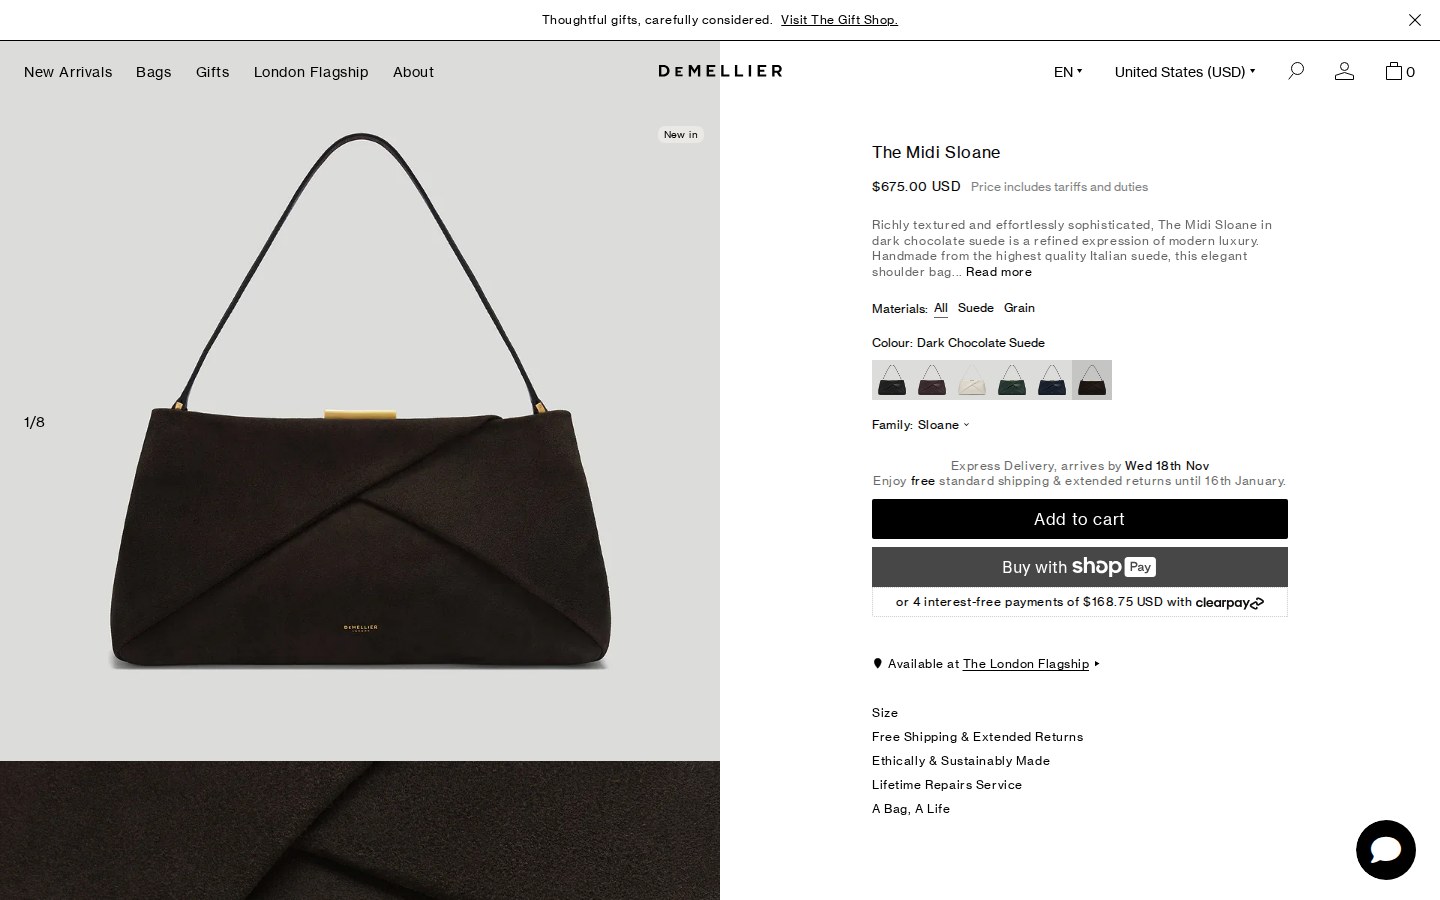 Thoughtful gifts, carefully considered. Visit The Gift Shop.
New Arrivals Bags Gifts London Flagship About
DEMELLIER
EN United States (USD) 0
New in
1/8
DEMELLIER
LONDON
The Midi Sloane
$675.00 USD Price includes tariffs and duties
Richly textured and effortlessly sophisticated, The Midi Sloane in
dark chocolate suede is a refined expression of modern luxury.
Handmade from the highest quality Italian suede, this elegant
shoulder bag... Read more
Materials: All Suede Grain
Colour: Dark Chocolate Suede
Family: Sloane
Express Delivery, arrives by Wed 18th Nov
Enjoy free standard shipping & extended returns until 16th January.
Add to cart
Buy with shop Pay
or 4 interest-free payments of $168.75 USD with clearpay
Available at The London Flagship
Size
Free Shipping & Extended Returns
Ethically & Sustainably Made
Lifetime Repairs Service
A Bag, A Life